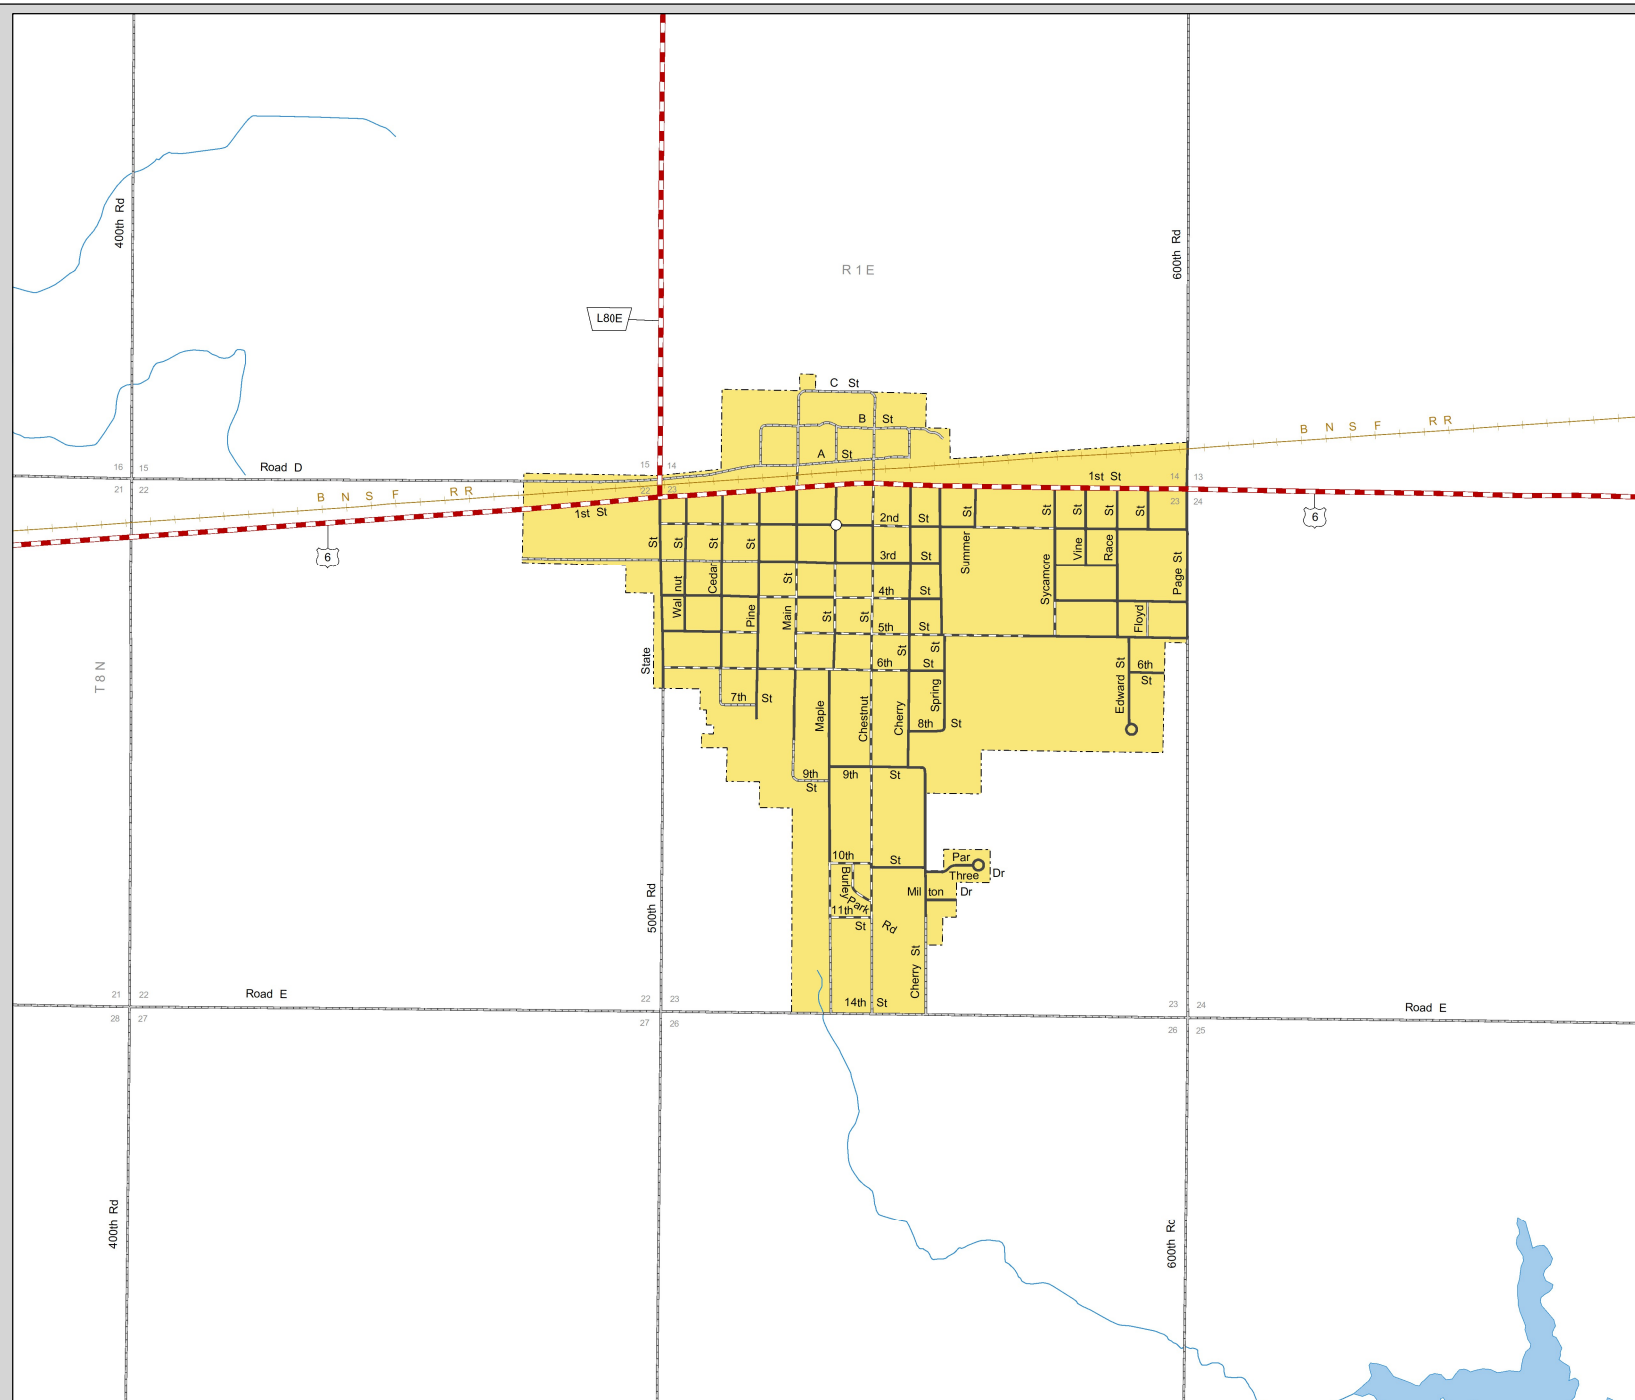 400th Rd
600th Rd
R 1 E
L80E
C St
B St
A St
B N S F R R
B N S F R R
16 15
15 14
Road D
1st St
14 13
21 22
22 23
23 24
1st St
6
6
2nd St
3rd St
4th St
5th St
6th St
7th St
8th St
9th St
9th St
10th St
11th St
14th St
State St
Walnut St
Cedar St
Pine St
Main St
Maple St
Chestnut St
Cherry St
Spring St
Summer St
Sycamore St
Vine St
Race St
Floyd St
Page St
Edward St
6th St
T 8 N
Par Three Dr
Milton Dr
Burley Park Rd
Cherry St
500th Rd
21 22
Road E
22 23
23 24
Road E
28 27
27 26
26 25
400th Rd
600th Rc